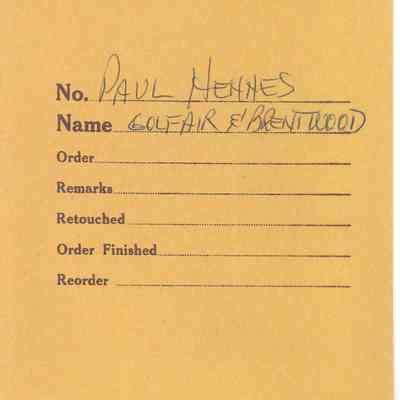 No. PAUL HENNES
Name GOLFAIR & BRENTWOOD
Order
Remarks
Retouched
Order Finished
Reorder